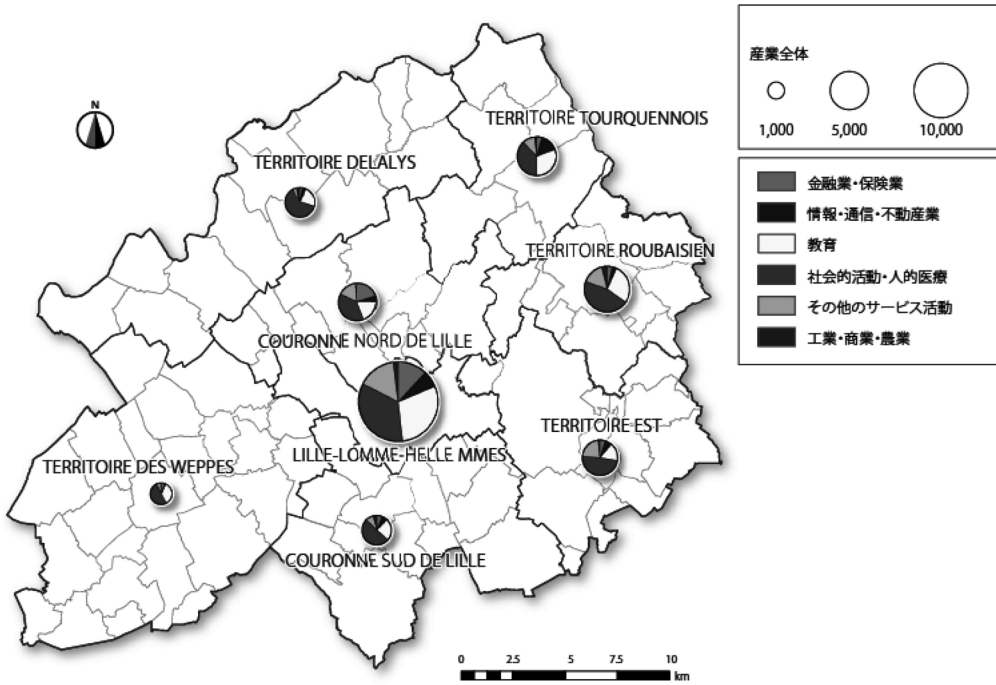 N
TERRITOIRE TOURQUENNOIS
TERRITOIRE DELALYS
TERRITOIRE ROUBAISIEN
COURONNE NORD DE LILLE
TERRITOIRE EST
LILLE-LOMME-HELLE MMES
TERRITOIRE DES WEPPES
COURONNE SUD DE LILLE
0 2.5 5 7.5 10
km
産業全体
1,000 5,000 10,000
金融業・保険業
情報・通信・不動産業
教育
社会的活動・人的医療
その他のサービス活動
工業・商業・農業